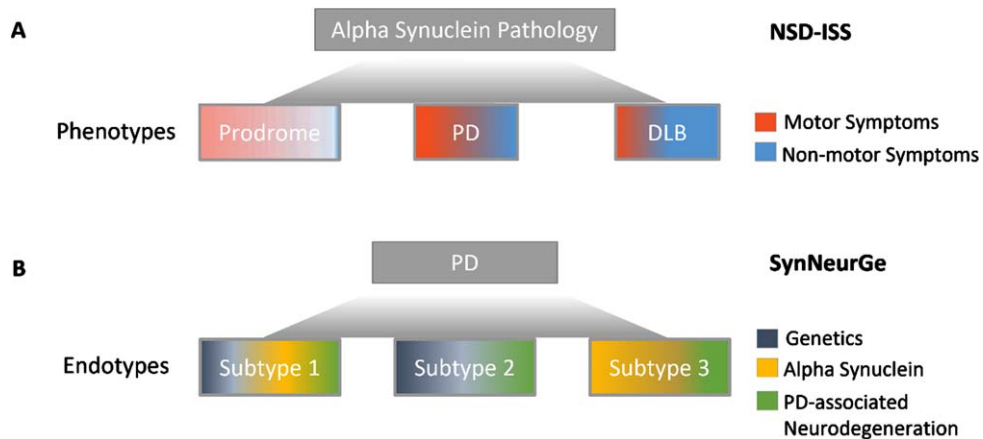 A
Alpha Synuclein Pathology
NSD-ISS
Phenotypes
Prodrome
PD
DLB
Motor Symptoms
Non-motor Symptoms
B
PD
SynNeurGe
Endotypes
Subtype 1
Subtype 2
Subtype 3
Genetics
Alpha Synuclein
PD-associated
Neurodegeneration